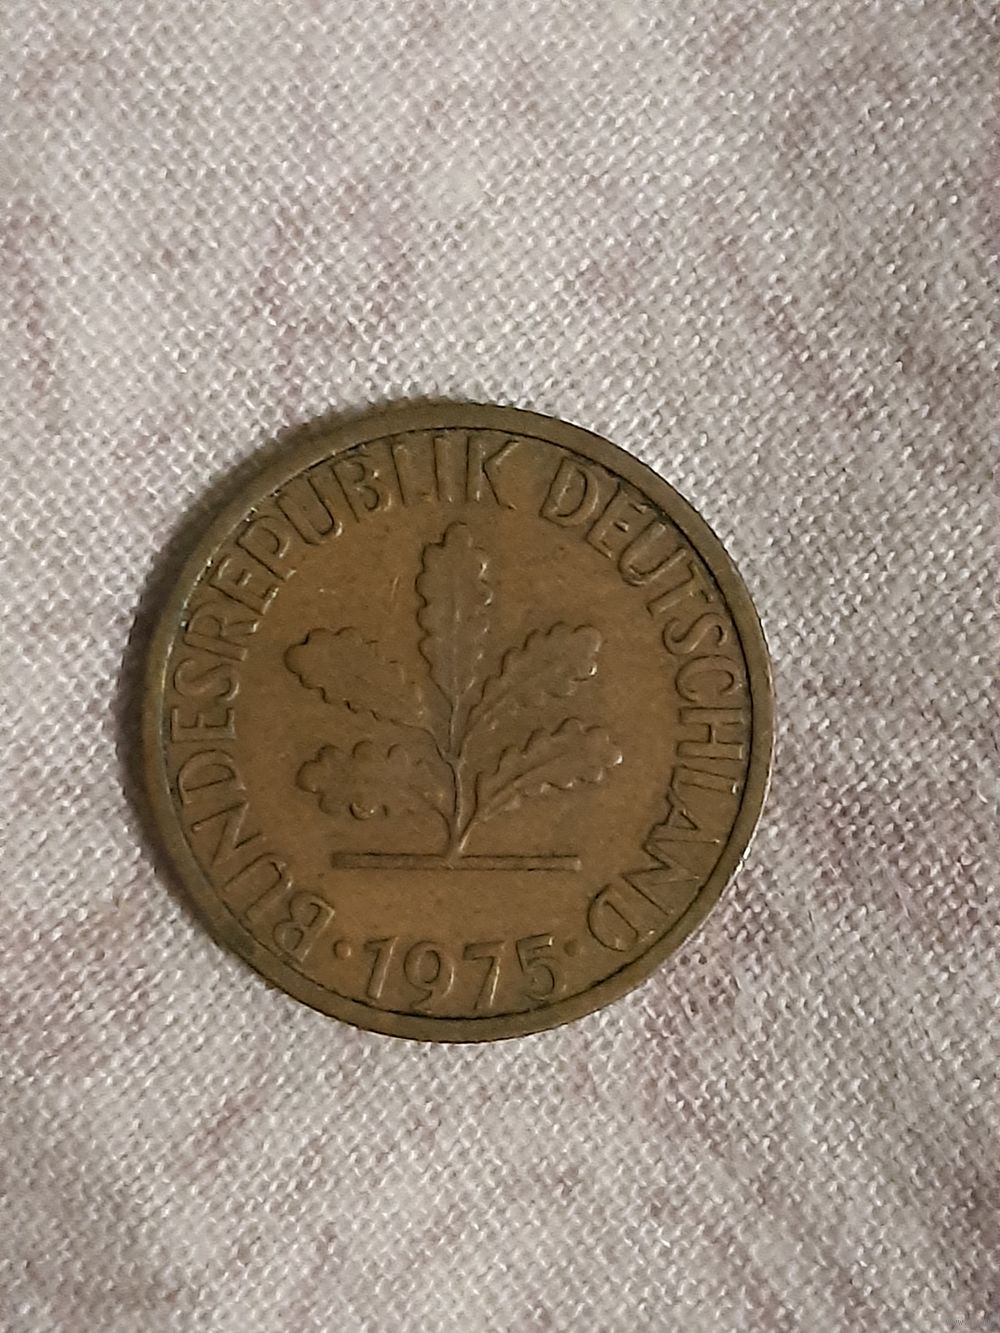 BUNDESREPUBLIK DEUTSCHLAND
· 1975 ·